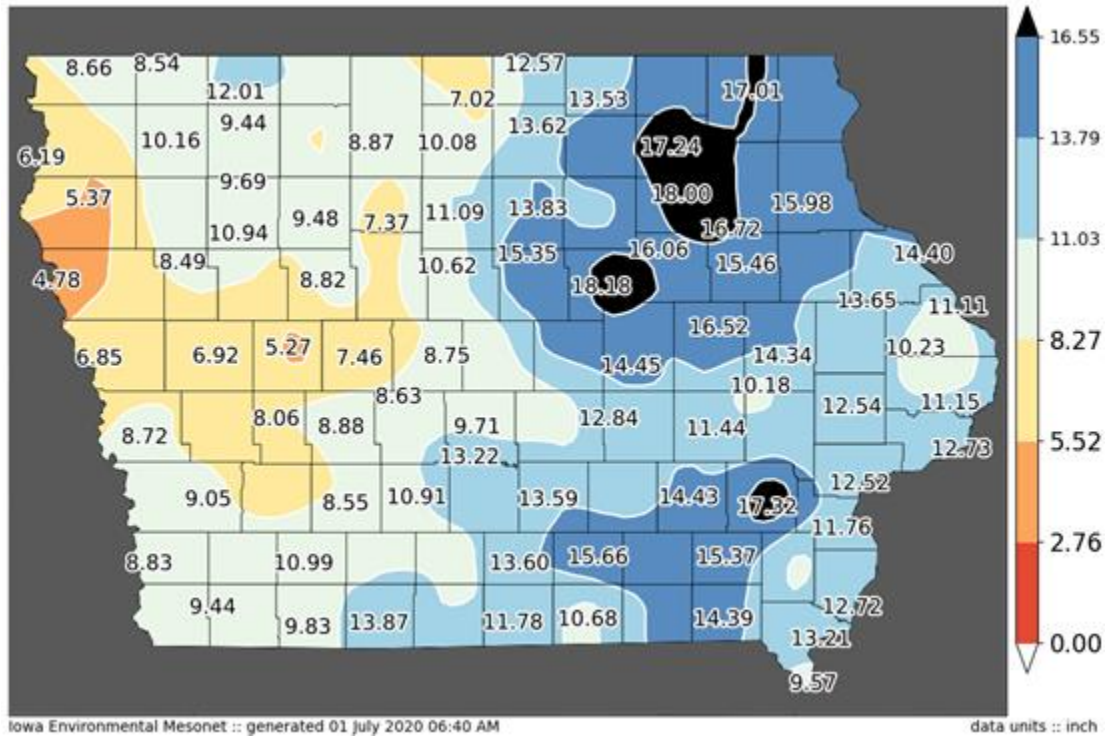 16.55
8.66 8.54 12.57
12.01 7.02 13.53 17.01
9.44 13.62 13.79
6.19 10.16 8.87 10.08 17.24
5.37 9.69 18.00
9.48 7.37 11.09 13.83 16.72 15.98
10.94 11.03
4.78 8.49 8.82 10.62 15.35 16.06 15.46 14.40
18.18 13.65 11.11
16.52 8.27
6.85 6.92 5.27 7.46 8.75 14.45 14.34 10.23
8.63 10.18
8.72 8.06 8.88 9.71 12.84 11.44 12.54 11.15
13.22 12.73 5.52
9.05 8.55 10.91 13.59 14.43 17.32 12.52
11.76
8.83 10.99 13.60 15.66 15.37 2.76
9.44 9.83 13.87 11.78 10.68 14.39 12.72
13.21 0.00
9.57
Iowa Environmental Mesonet :: generated 01 July 2020 06:40 AM data units :: inch